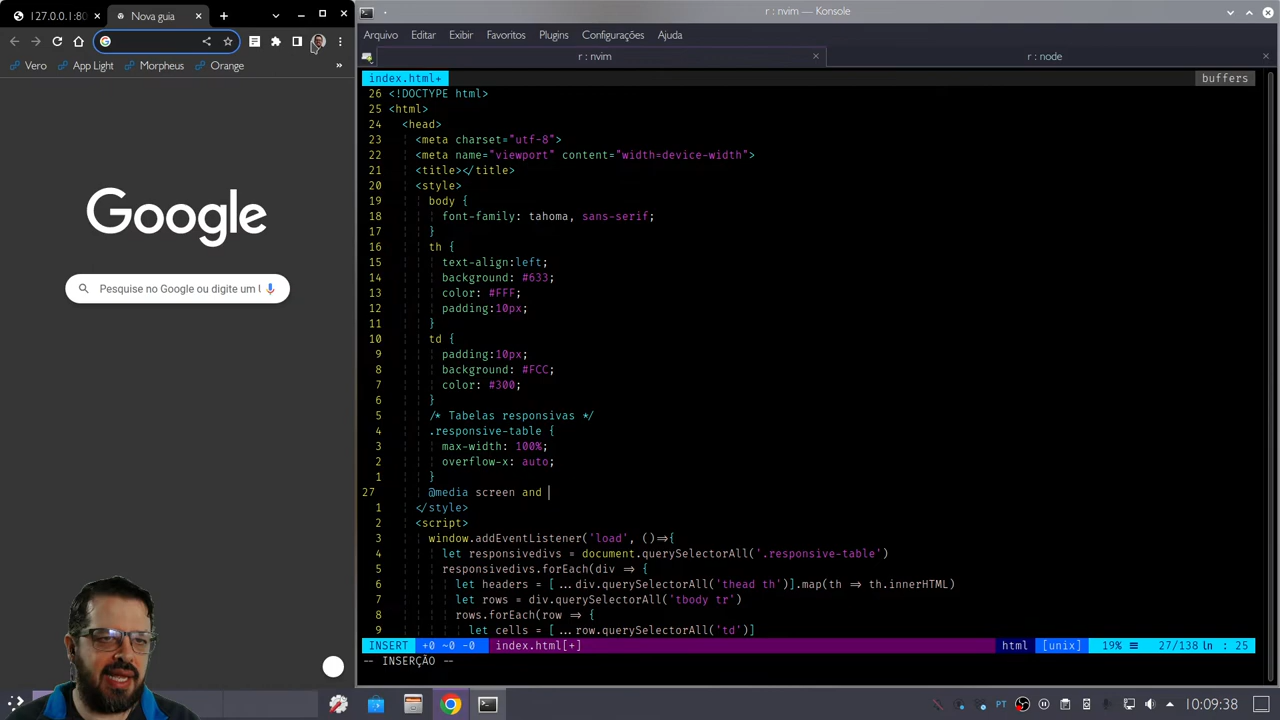 127.0.0.1:80
Nova guia
r : nvim — Konsole
Arquivo Editar Exibir Favoritos Plugins Configurações Ajuda
r : nvim
r : node
Vero App Light Morpheus Orange »
index.html+
buffers
26 <!DOCTYPE html>
25 <html>
24 <head>
23 <meta charset="utf-8">
22 <meta name="viewport" content="width=device-width">
21 <title></title>
20 <style>
19 body {
18 font-family: tahoma, sans-serif;
17 }
16 th {
15 text-align:left;
14 background: #633;
13 color: #FFF;
12 padding:10px;
11 }
10 td {
9 padding:10px;
8 background: #FCC;
7 color: #300;
6 }
5 /* Tabelas responsivas */
4 .responsive-table {
3 max-width: 100%;
2 overflow-x: auto;
1 }
27 @media screen and
1 </style>
2 <script>
3 window.addEventListener('load', ()=>{
4 let responsivedivs = document.querySelectorAll('.responsive-table')
5 responsivedivs.forEach(div => {
6 let headers = [...div.querySelectorAll('thead th')].map(th => th.innerHTML)
7 let rows = div.querySelectorAll('tbody tr')
8 rows.forEach(row => {
9 let cells = [...row.querySelectorAll('td')]
Google
Pesquise no Google ou digite um U
INSERT +0 ~0 -0 index.html[+] html [unix] 19% 27/138 ln : 25
-- INSERÇÃO --
PT
10:09:38